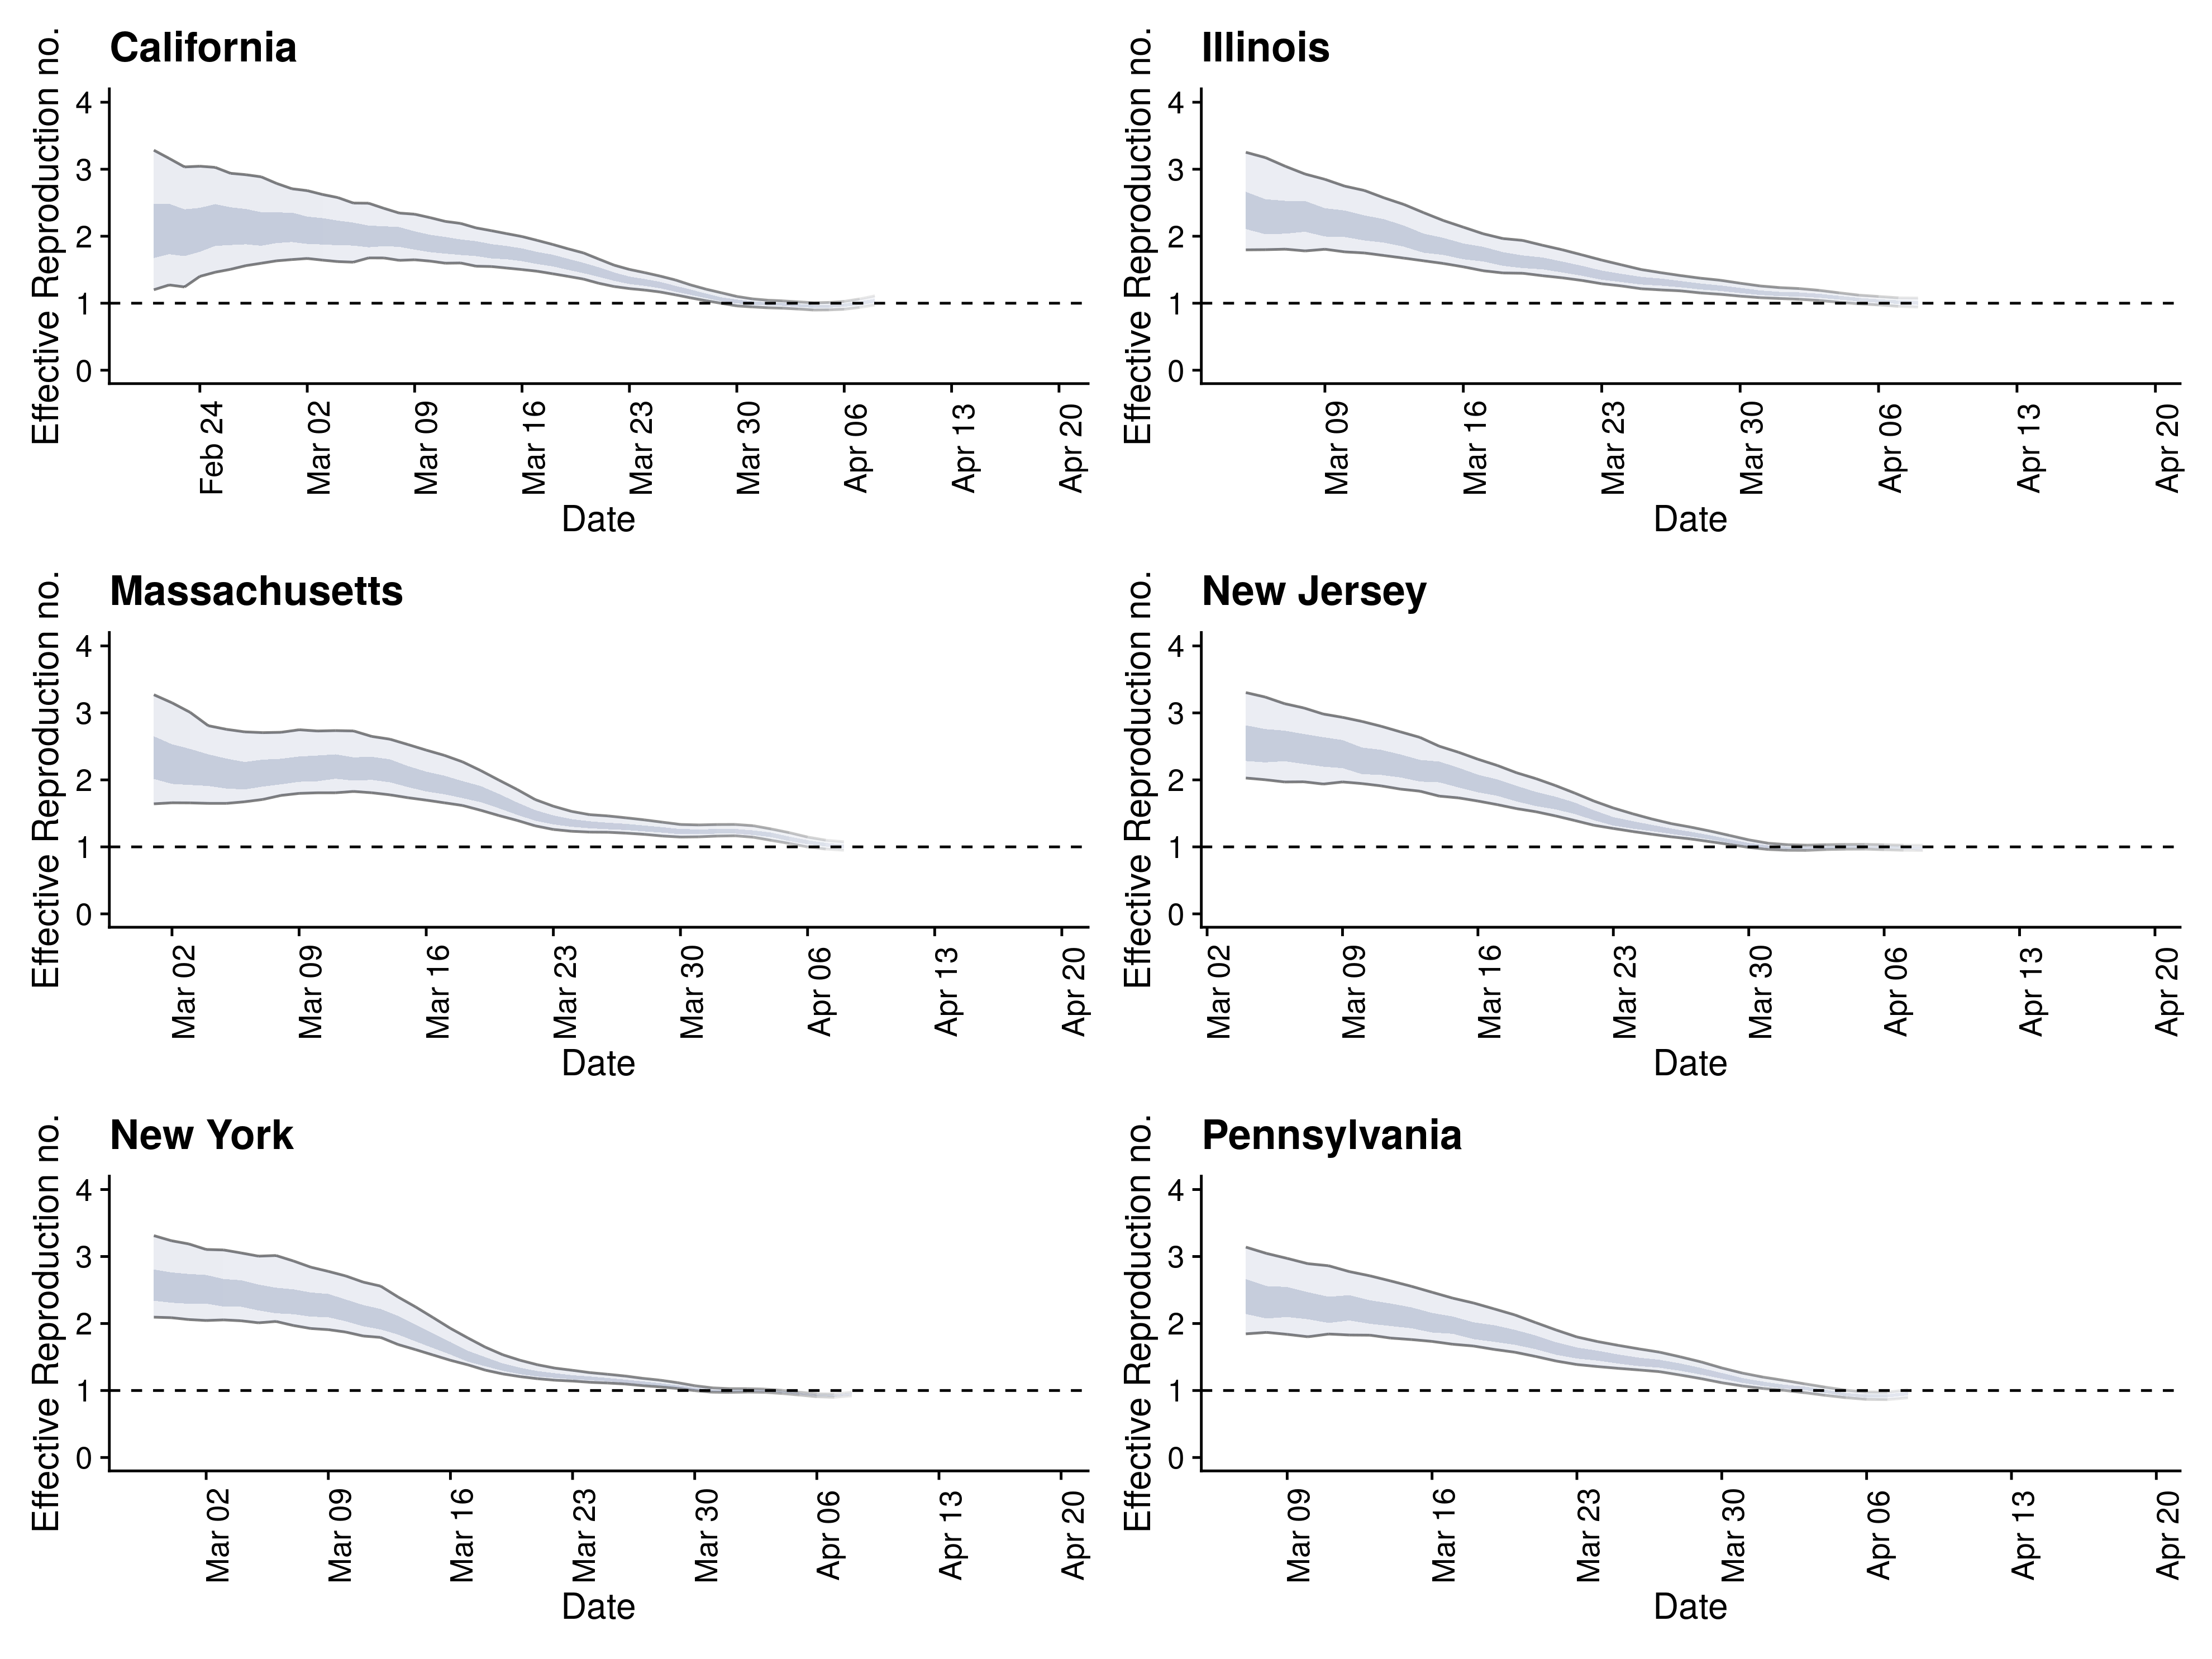 California
Effective Reproduction no.
4
3
2
1
0
Feb 24
Mar 02
Mar 09
Mar 16
Mar 23
Mar 30
Apr 06
Apr 13
Apr 20
Date
Illinois
Effective Reproduction no.
4
3
2
1
0
Mar 09
Mar 16
Mar 23
Mar 30
Apr 06
Apr 13
Apr 20
Date
Massachusetts
Effective Reproduction no.
4
3
2
1
0
Mar 02
Mar 09
Mar 16
Mar 23
Mar 30
Apr 06
Apr 13
Apr 20
Date
New Jersey
Effective Reproduction no.
4
3
2
1
0
Mar 02
Mar 09
Mar 16
Mar 23
Mar 30
Apr 06
Apr 13
Apr 20
Date
New York
Effective Reproduction no.
4
3
2
1
0
Mar 02
Mar 09
Mar 16
Mar 23
Mar 30
Apr 06
Apr 13
Apr 20
Date
Pennsylvania
Effective Reproduction no.
4
3
2
1
0
Mar 09
Mar 16
Mar 23
Mar 30
Apr 06
Apr 13
Apr 20
Date